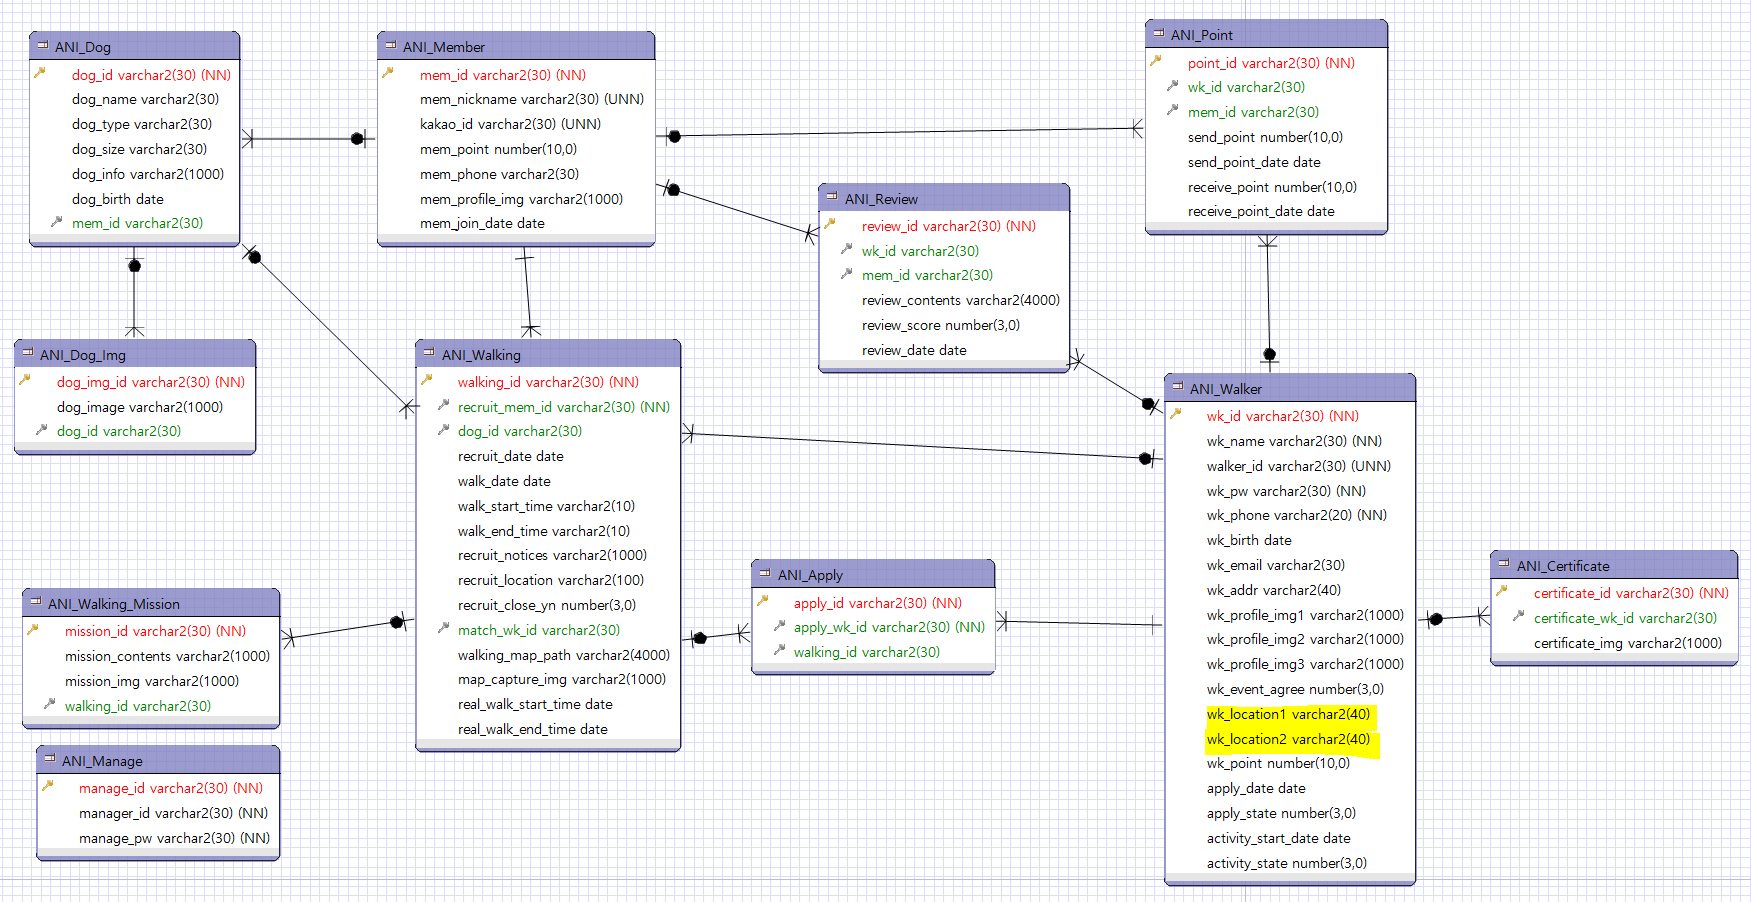 ANI_Dog
dog_id varchar2(30) (NN)
dog_name varchar2(30)
dog_type varchar2(30)
dog_size varchar2(30)
dog_info varchar2(1000)
dog_birth date
mem_id varchar2(30)
ANI_Member
mem_id varchar2(30) (NN)
mem_nickname varchar2(30) (UNN)
kakao_id varchar2(30) (UNN)
mem_point number(10,0)
mem_phone varchar2(30)
mem_profile_img varchar2(1000)
mem_join_date date
ANI_Point
point_id varchar2(30) (NN)
wk_id varchar2(30)
mem_id varchar2(30)
send_point number(10,0)
send_point_date date
receive_point number(10,0)
receive_point_date date
ANI_Review
review_id varchar2(30) (NN)
wk_id varchar2(30)
mem_id varchar2(30)
review_contents varchar2(4000)
review_score number(3,0)
review_date date
ANI_Dog_Img
dog_img_id varchar2(30) (NN)
dog_image varchar2(1000)
dog_id varchar2(30)
ANI_Walking
walking_id varchar2(30) (NN)
recruit_mem_id varchar2(30) (NN)
dog_id varchar2(30)
recruit_date date
walk_date date
walk_start_time varchar2(10)
walk_end_time varchar2(10)
recruit_notices varchar2(1000)
recruit_location varchar2(100)
recruit_close_yn number(3,0)
match_wk_id varchar2(30)
walking_map_path varchar2(4000)
map_capture_img varchar2(1000)
real_walk_start_time date
real_walk_end_time date
ANI_Walker
wk_id varchar2(30) (NN)
wk_name varchar2(30) (NN)
walker_id varchar2(30) (UNN)
wk_pw varchar2(30) (NN)
wk_phone varchar2(20) (NN)
wk_birth date
wk_email varchar2(30)
wk_addr varchar2(40)
wk_profile_img1 varchar2(1000)
wk_profile_img2 varchar2(1000)
wk_profile_img3 varchar2(1000)
wk_event_agree number(3,0)
wk_location1 varchar2(40)
wk_location2 varchar2(40)
wk_point number(10,0)
apply_date date
apply_state number(3,0)
activity_start_date date
activity_state number(3,0)
ANI_Apply
apply_id varchar2(30) (NN)
apply_wk_id varchar2(30) (NN)
walking_id varchar2(30)
ANI_Certificate
certificate_id varchar2(30) (NN)
certificate_wk_id varchar2(30)
certificate_img varchar2(1000)
ANI_Walking_Mission
mission_id varchar2(30) (NN)
mission_contents varchar2(1000)
mission_img varchar2(1000)
walking_id varchar2(30)
ANI_Manage
manage_id varchar2(30) (NN)
manager_id varchar2(30) (NN)
manage_pw varchar2(30) (NN)